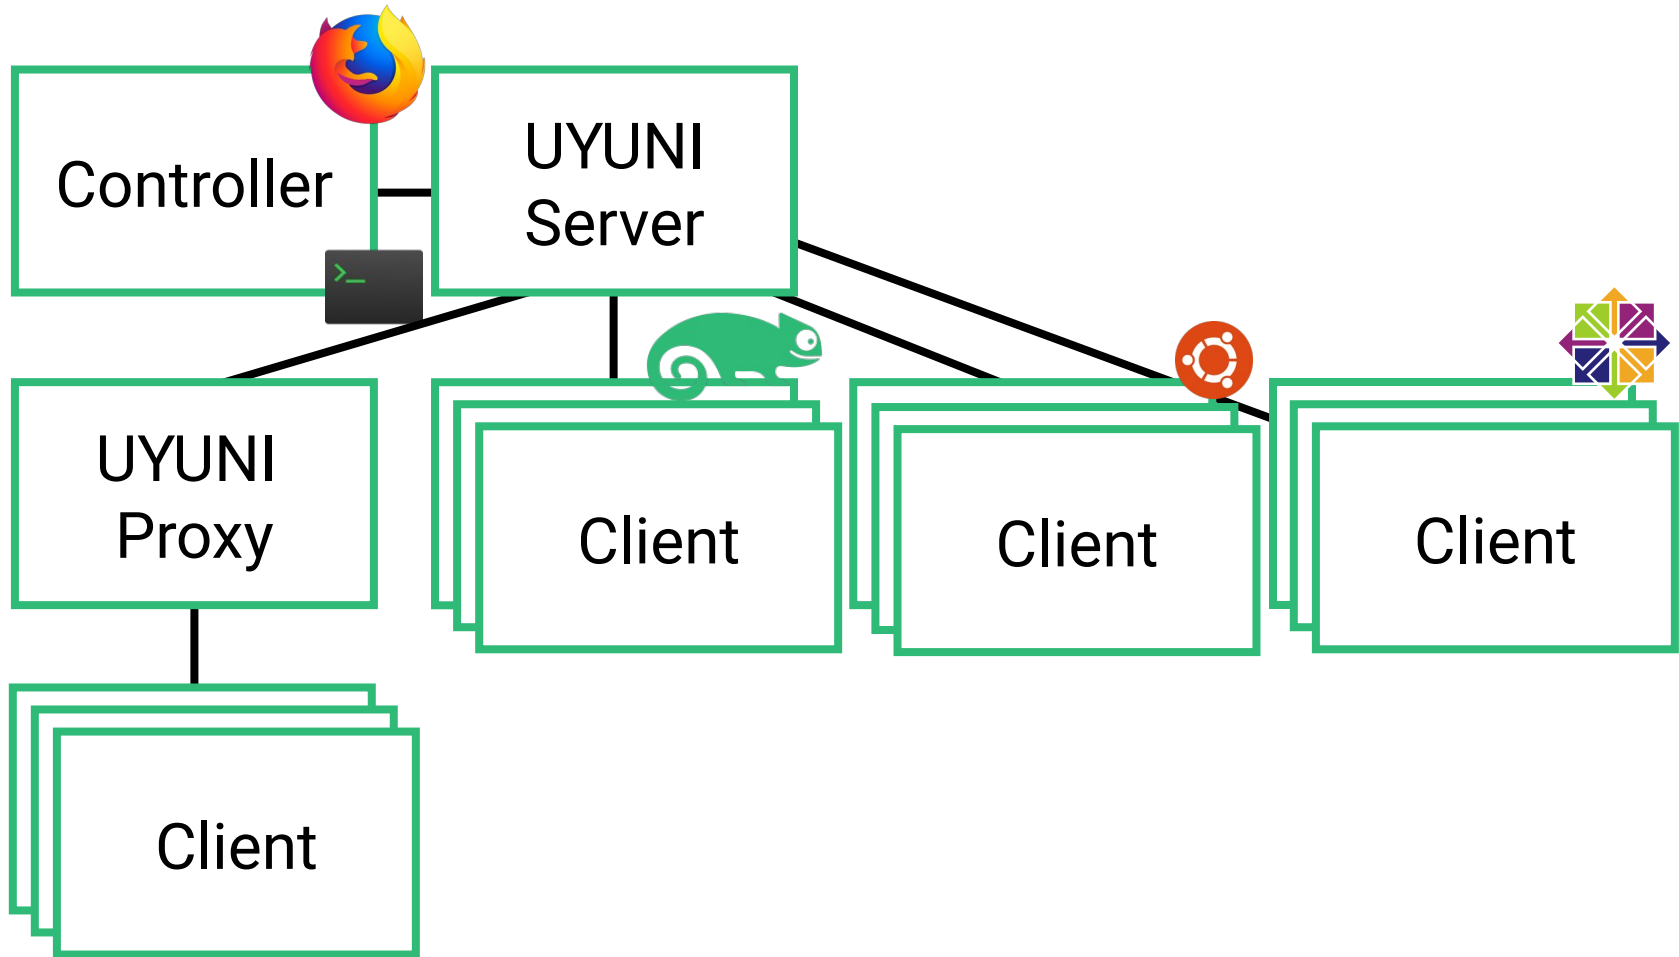 Controller
UYUNI
Server
>_
UYUNI
Proxy
Client
Client
Client
Client